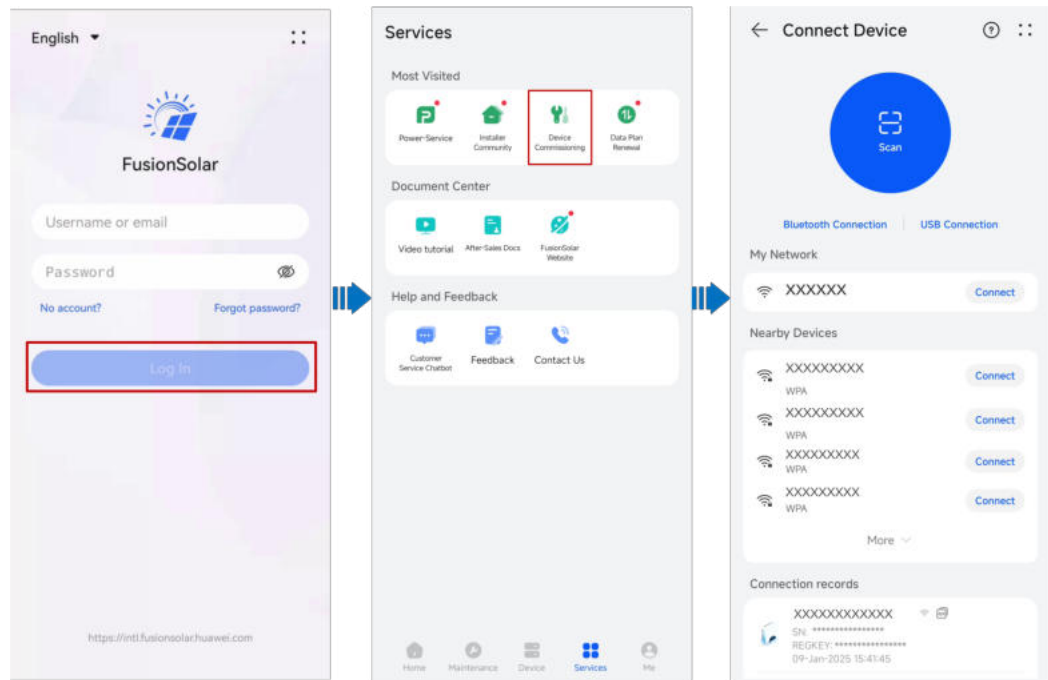 English
FusionSolar
Username or email
Password
No account?
Forgot password?
Log In
https://intl.fusionsolar.huawei.com
Services
Most Visited
Power-Service
Installer
Community
Device
Commissioning
Data Plan
Renewal
Document Center
Video tutorial
After-Sales Docs
FusionSolar
Website
Help and Feedback
Customer
Service Chatbot
Feedback
Contact Us
Home
Maintenance
Device
Services
Me
Connect Device
Scan
Bluetooth Connection
USB Connection
My Network
XXXXXX
Connect
Nearby Devices
XXXXXXXXX
WPA
Connect
XXXXXXXXX
WPA
Connect
XXXXXXXXX
WPA
Connect
XXXXXXXXX
WPA
Connect
More
Connection records
XXXXXXXXXXXX
SN: ****************
REGKEY: ****************
09-Jan-2025 15:41:45